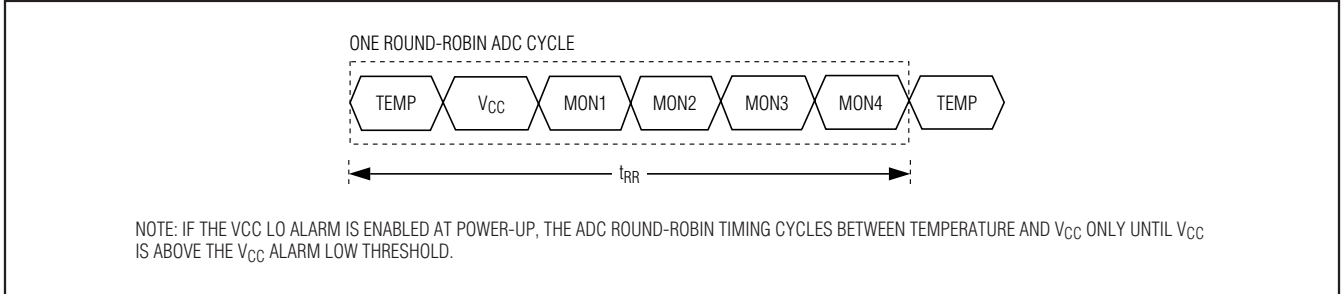 ONE ROUND-ROBIN ADC CYCLE
TEMP VCC MON1 MON2 MON3 MON4 TEMP
tRR
NOTE: IF THE VCC LO ALARM IS ENABLED AT POWER-UP, THE ADC ROUND-ROBIN TIMING CYCLES BETWEEN TEMPERATURE AND VCC ONLY UNTIL VCC
IS ABOVE THE VCC ALARM LOW THRESHOLD.